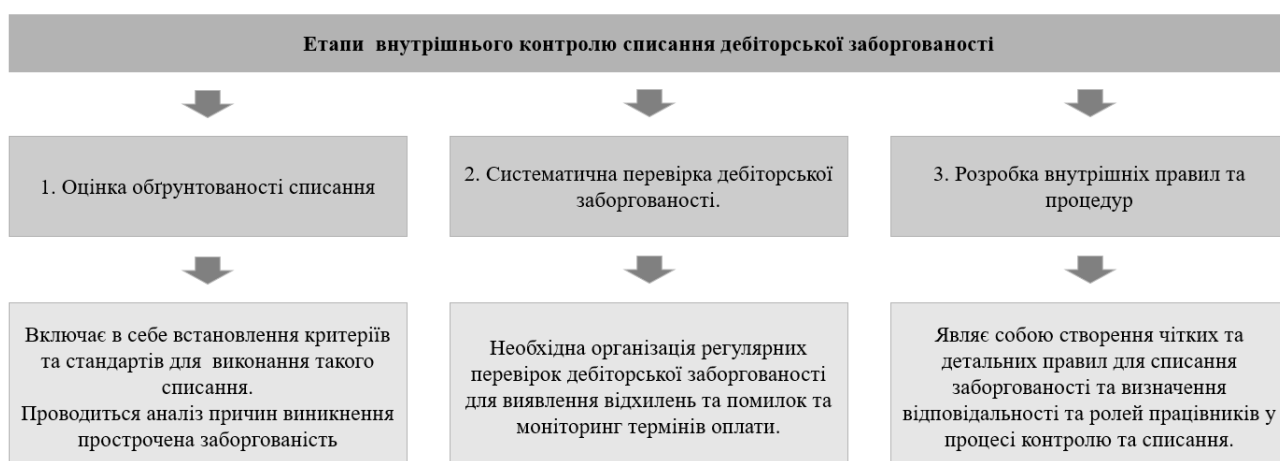 Етапи внутрішнього контролю списання дебіторської заборгованості
1. Оцінка обґрунтованості списання
2. Систематична перевірка дебіторської
заборгованості.
3. Розробка внутрішніх правил та
процедур
Включає в себе встановлення критеріїв
та стандартів для виконання такого
списання.
Проводиться аналіз причин виникнення
прострочена заборгованість
Необхідна організація регулярних
перевірок дебіторської заборгованості
для виявлення відхилень та помилок та
моніторинг термінів оплати.
Являє собою створення чітких та
детальних правил для списання
заборгованості та визначення
відповідальності та ролей працівників у
процесі контролю та списання.